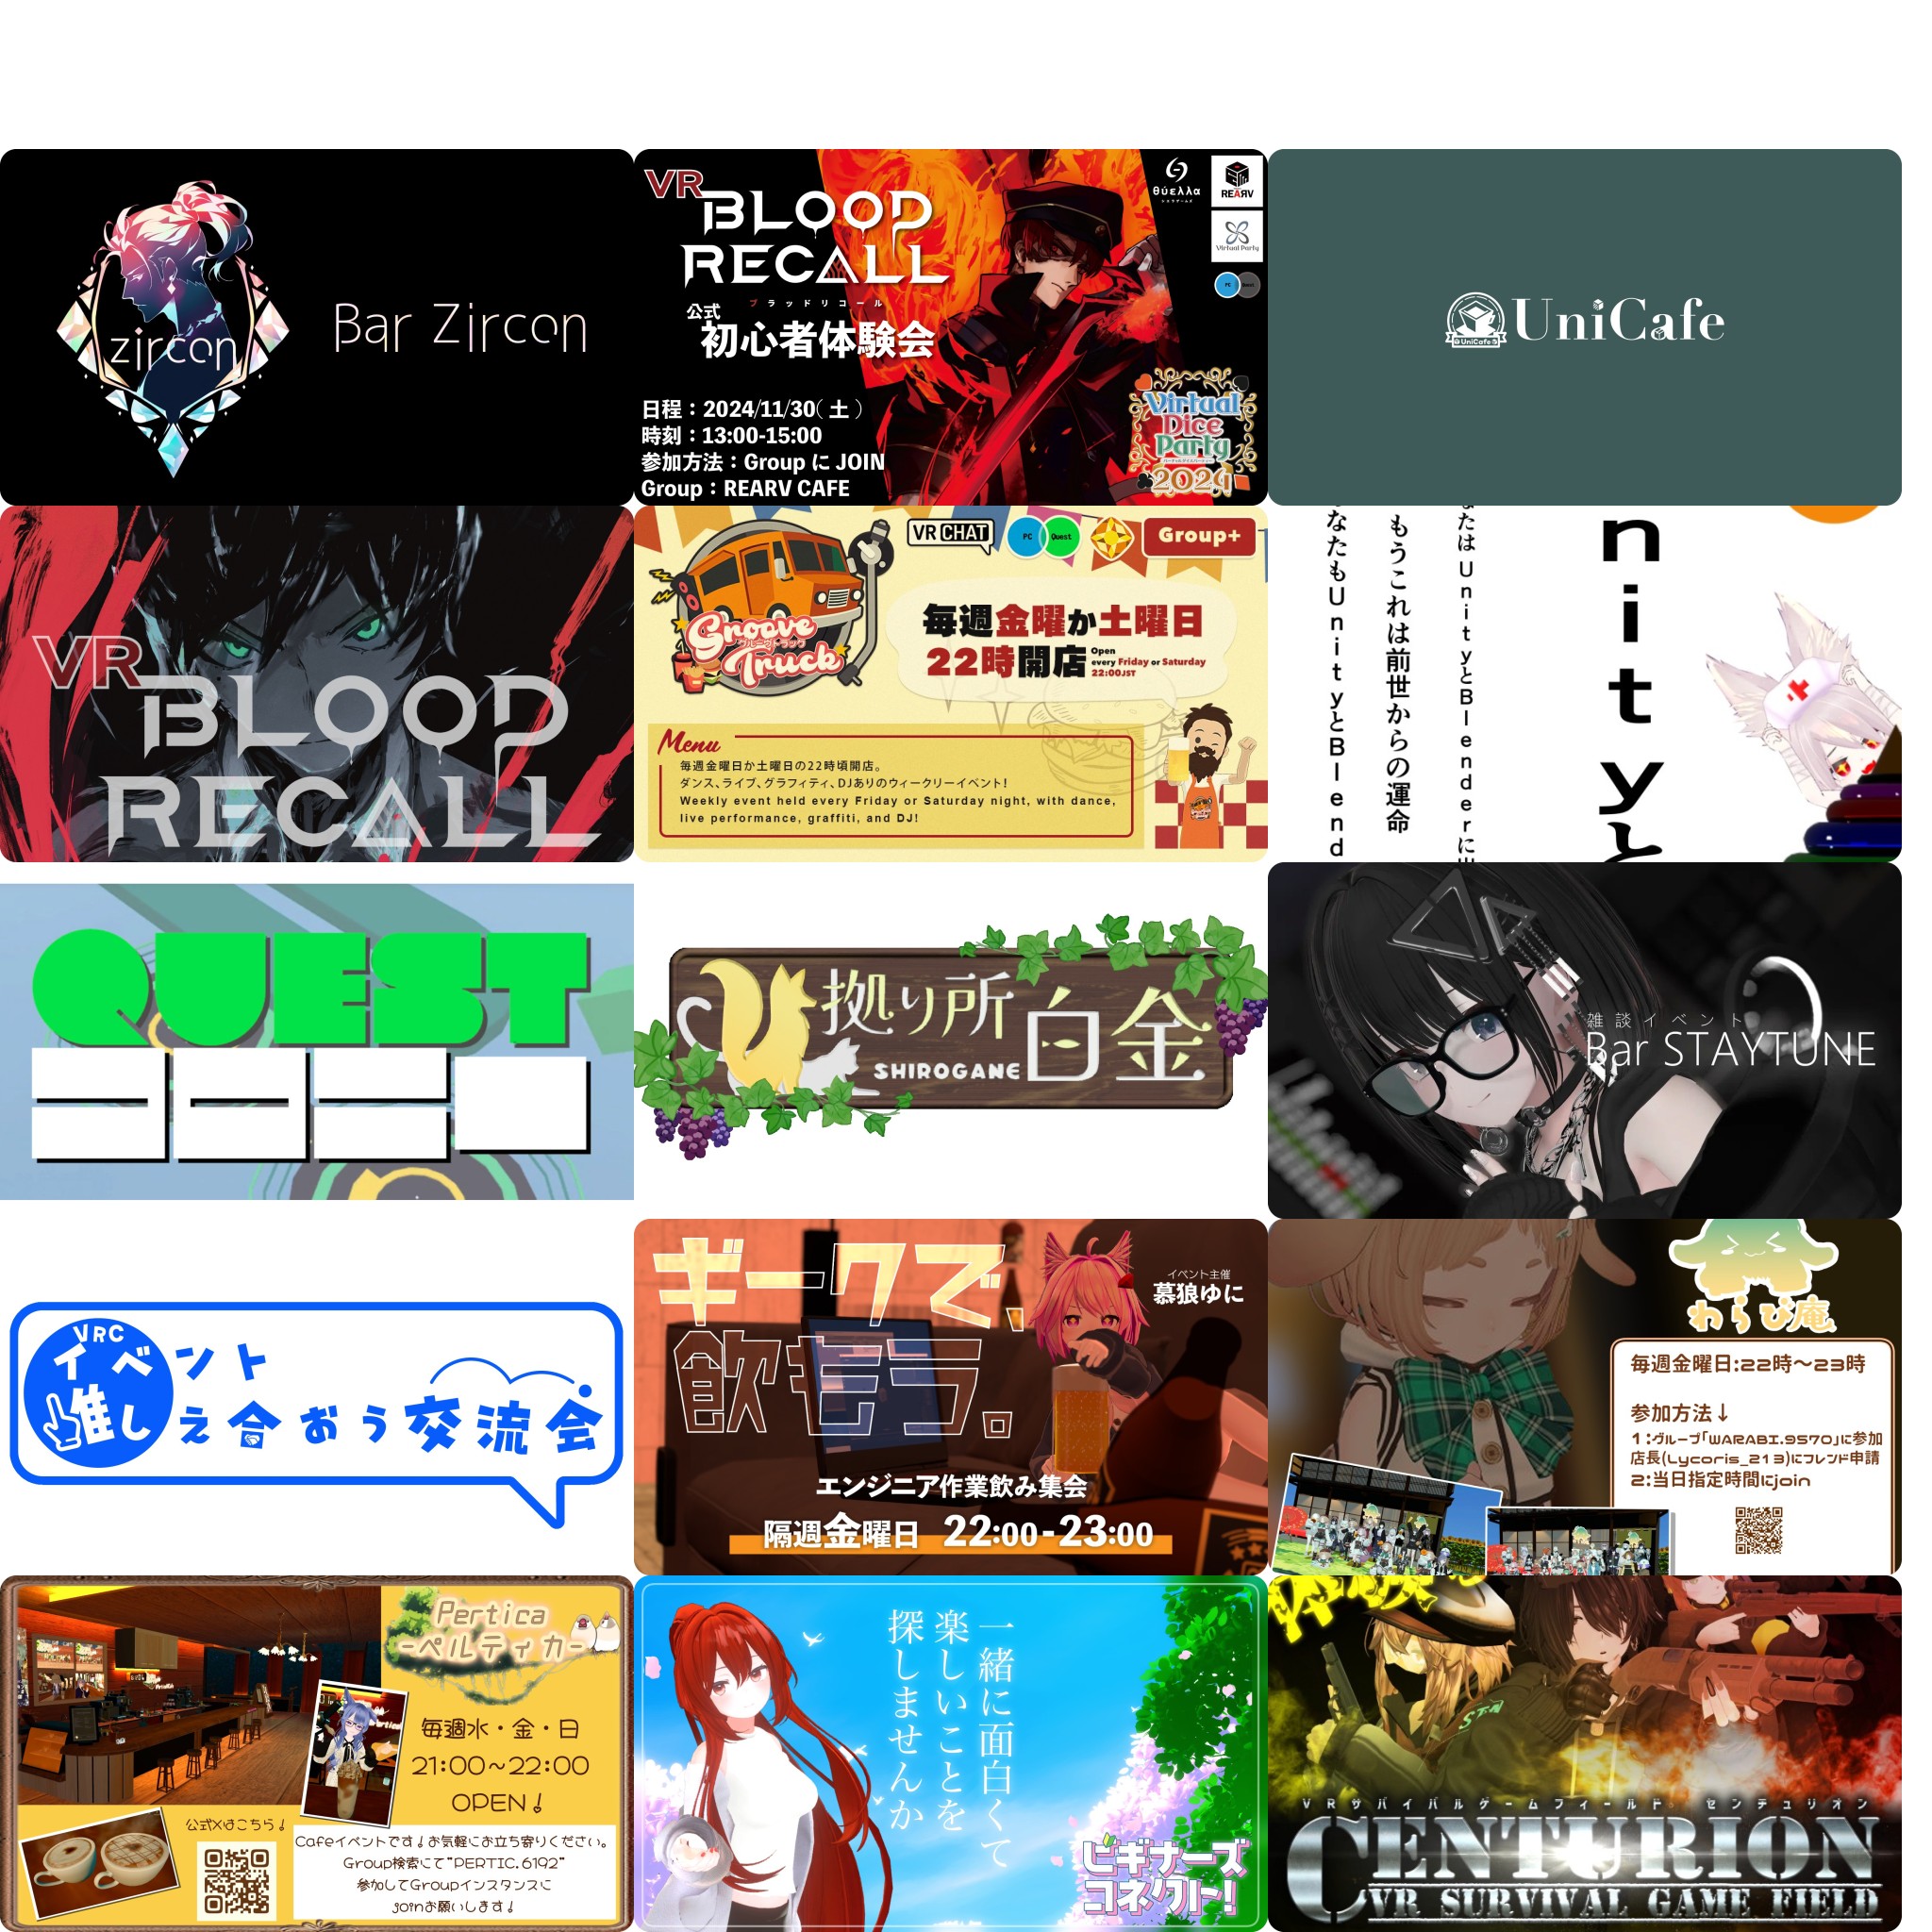 zircon
Bar Zircon
VR
BLOOD
RECALL
ブラッドリコール
公式
初心者体験会
日程：2024/11/30(土)
時刻：13:00-15:00
参加方法：Group に JOIN
Group：REARV CAFE
θύελλα
REARV
Virtual Party
PC
Quest
Virtual
Dice
Party
2024
UniCafe
UniCafe
VR
BLOOD
RECALL
Groove
グルーヴトラック
Truck
VRCHAT
PC
Quest
Group+
毎週金曜か土曜日
22時開店
Open
every Friday or Saturday
22:00JST
Menu
毎週金曜日か土曜日の22時頃開店。
ダンス、ライブ、グラフィティ、DJありのウィークリーイベント!
Weekly event held every Friday or Saturday night, with dance,
live performance, graffiti, and DJ!
nityと
なたは UnityとBlenderに
もうこれは前世からの運命
なたもUnityとBlend
QUEST
拠り所
白金
SHIROGANE
雑談イベント
Bar STAYTUNE
VRC
イベント
推し え合おう交流会
ギークで、
飲もう。
イベント主催
慕狼ゆに
エンジニア作業飲み集会
隔週金曜日 22:00-23:00
わらび庵
毎週金曜日:22時〜23時
参加方法↓
1:グループ「WARABI.9570」に参加
店長(Lycoris_213)にフレンド申請
2:当日指定時間にjoin
Pertica
-ペルティカ-
毎週水・金・日
21:00~22:00
OPEN!
公式Xはこちら!
Cafeイベントです!お気軽にお立ち寄りください。
Group検索にて"PERTIC.6192"
参加してGroupインスタンスに
joinお願いします!
一緒に面白くて
楽しいことを
探しませんか
ビギナーズ
コネクト!
VRサバイバルゲームフィールド センチュリオン
CENTURION
VR SURVIVAL GAME FIELD